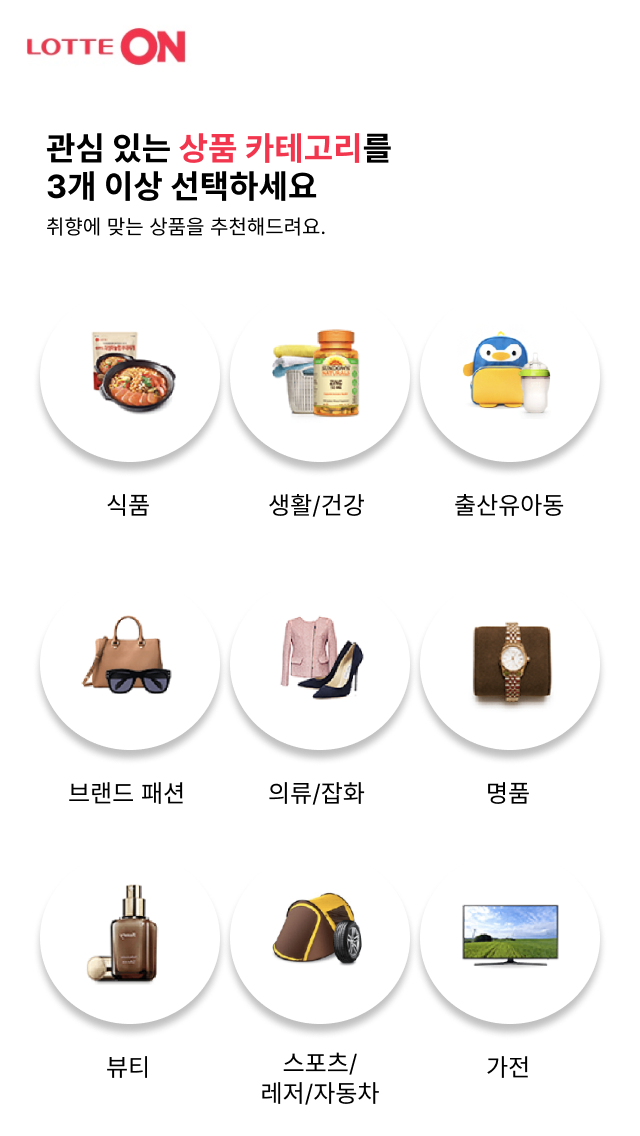 LOTTE ON
관심 있는 상품 카테고리를
3개 이상 선택하세요
취향에 맞는 상품을 추천해드려요.
SUNDOWN
NATURALS
ZINC
식품
생활/건강
출산유아동
브랜드 패션
의류/잡화
명품
뷰티
스포츠/
레저/자동차
가전